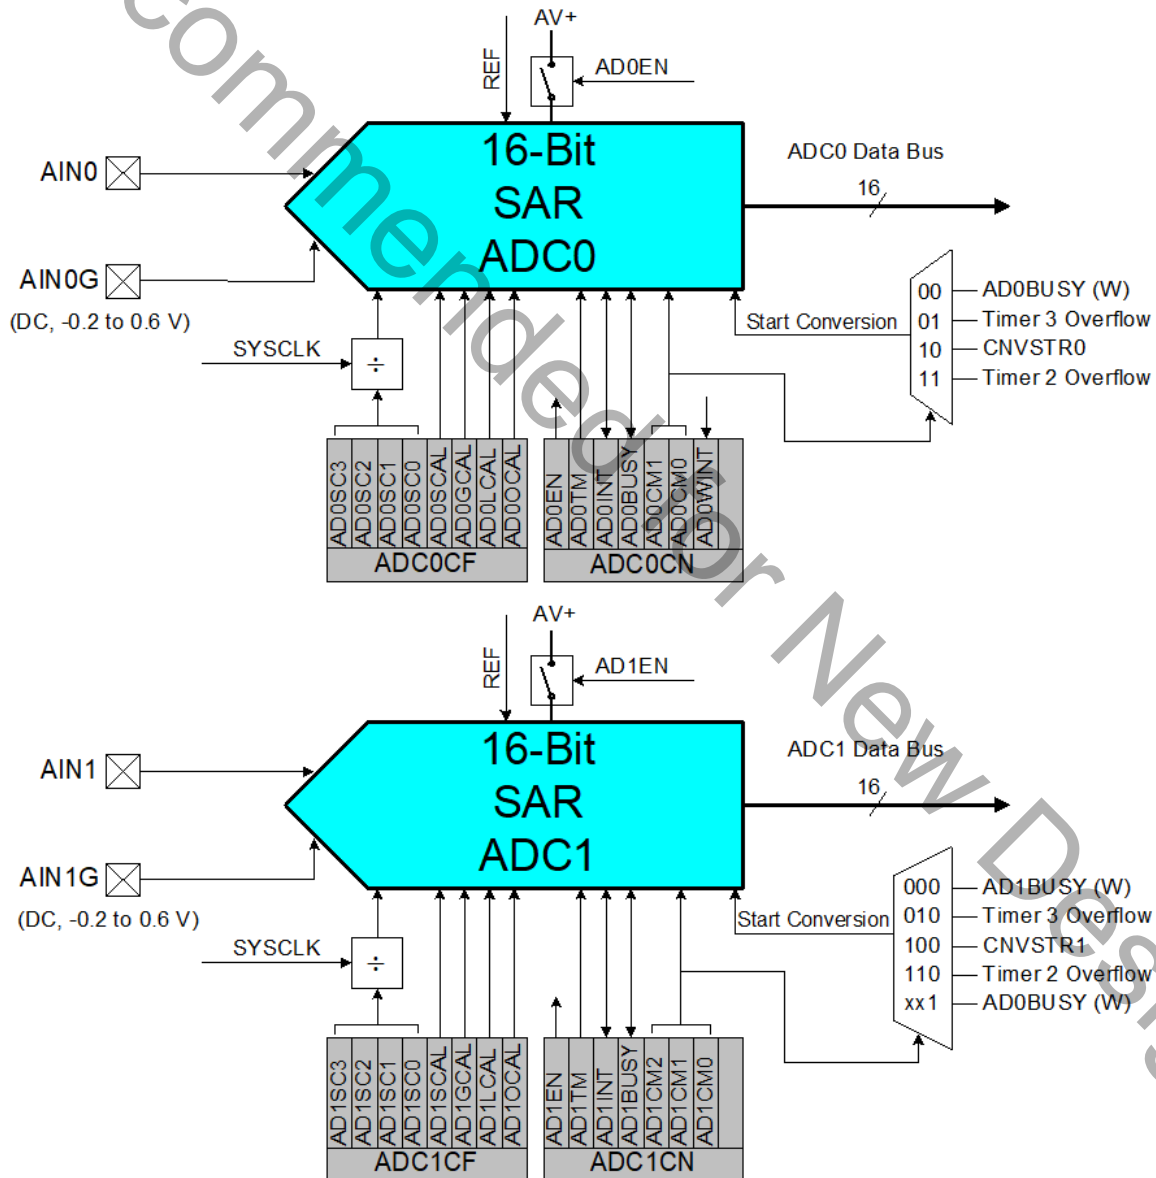 AV+
REF
AD0EN
16-Bit
SAR
ADC0
AIN0
AIN0G
(DC, -0.2 to 0.6 V)
ADC0 Data Bus
16
Start Conversion
00 AD0BUSY (W)
01 Timer 3 Overflow
10 CNVSTR0
11 Timer 2 Overflow
SYSCLK
÷
AD0SC3
AD0SC2
AD0SC1
AD0SC0
AD0SCAL
AD0GCAL
AD0LCAL
AD0OCAL
ADC0CF
AD0EN
AD0TM
AD0INT
AD0BUSY
AD0CM1
AD0CM0
AD0WINT
ADC0CN
AV+
REF
AD1EN
16-Bit
SAR
ADC1
AIN1
AIN1G
(DC, -0.2 to 0.6 V)
ADC1 Data Bus
16
Start Conversion
000 AD1BUSY (W)
010 Timer 3 Overflow
100 CNVSTR1
110 Timer 2 Overflow
xx1 AD0BUSY (W)
SYSCLK
÷
AD1SC3
AD1SC2
AD1SC1
AD1SC0
AD1SCAL
AD1GCAL
AD1LCAL
AD1OCAL
ADC1CF
AD1EN
AD1TM
AD1INT
AD1BUSY
AD1CM2
AD1CM1
AD1CM0
ADC1CN
commended for New Desig